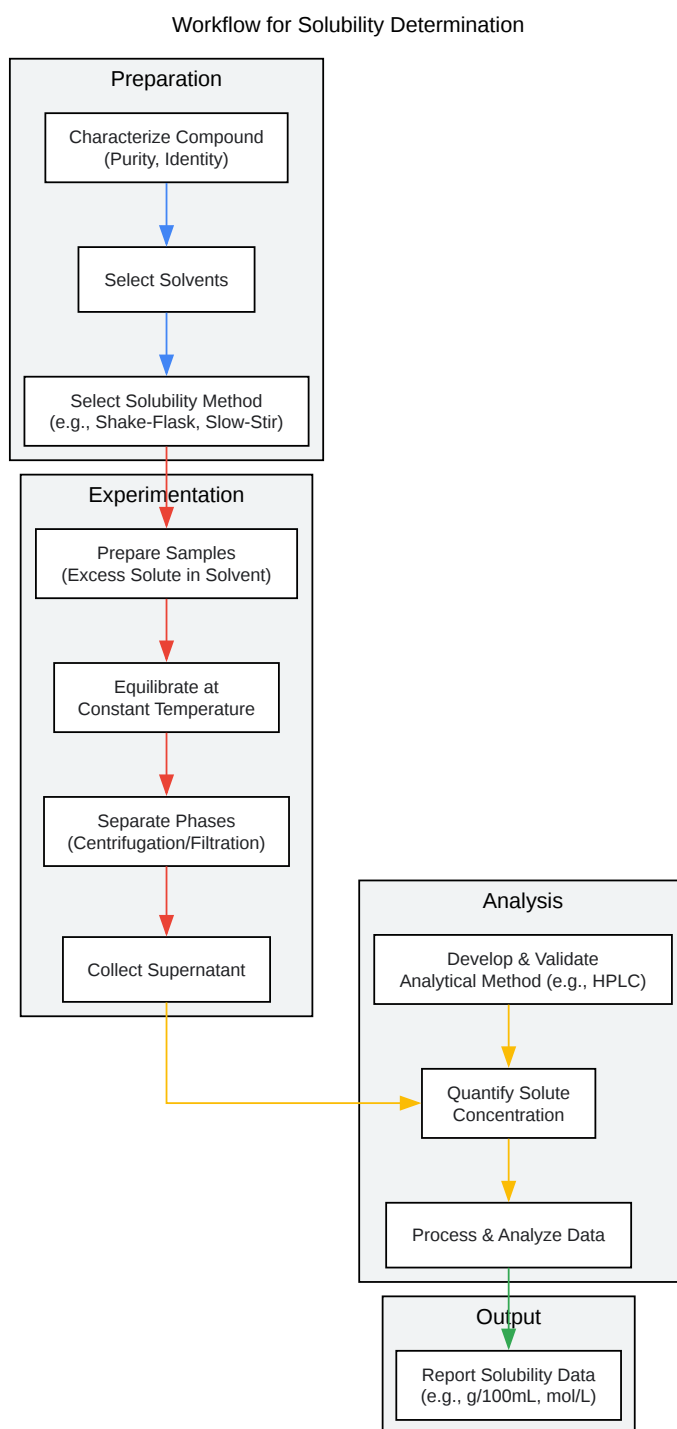 Workflow for Solubility Determination
Preparation
Characterize Compound
(Purity, Identity)
Select Solvents
Select Solubility Method
(e.g., Shake-Flask, Slow-Stir)
Experimentation
Prepare Samples
(Excess Solute in Solvent)
Equilibrate at
Constant Temperature
Separate Phases
(Centrifugation/Filtration)
Collect Supernatant
Analysis
Develop & Validate
Analytical Method (e.g., HPLC)
Quantify Solute
Concentration
Process & Analyze Data
Output
Report Solubility Data
(e.g., g/100mL, mol/L)